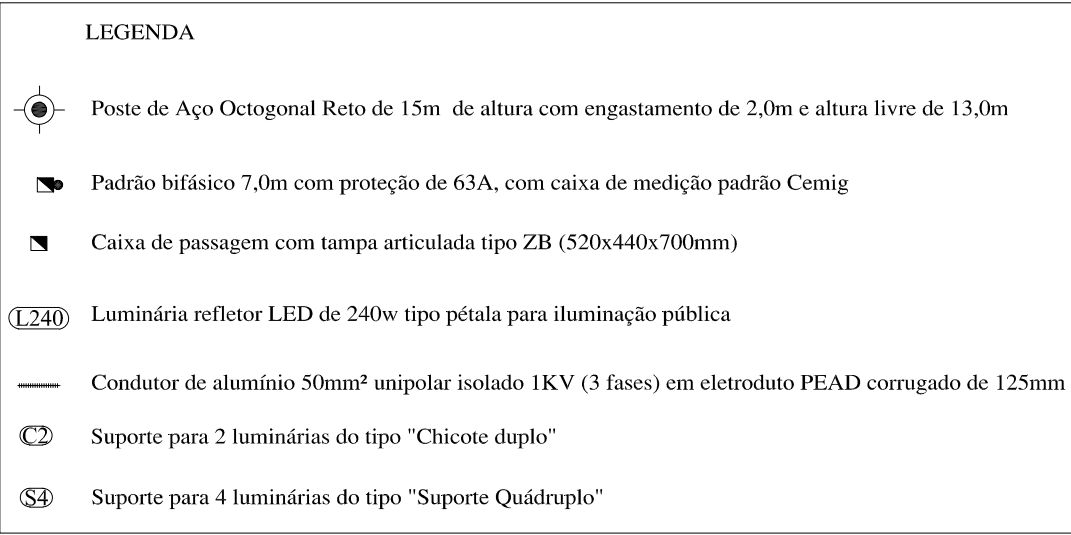 LEGENDA
Poste de Aço Octogonal Reto de 15m de altura com engastamento de 2,0m e altura livre de 13,0m
Padrão bifásico 7,0m com proteção de 63A, com caixa de medição padrão Cemig
Caixa de passagem com tampa articulada tipo ZB (520x440x700mm)
L240 Luminária refletor LED de 240w tipo pétala para iluminação pública
Condutor de alumínio 50mm² unipolar isolado 1KV (3 fases) em eletroduto PEAD corrugado de 125mm
C2 Suporte para 2 luminárias do tipo "Chicote duplo"
S4 Suporte para 4 luminárias do tipo "Suporte Quádruplo"